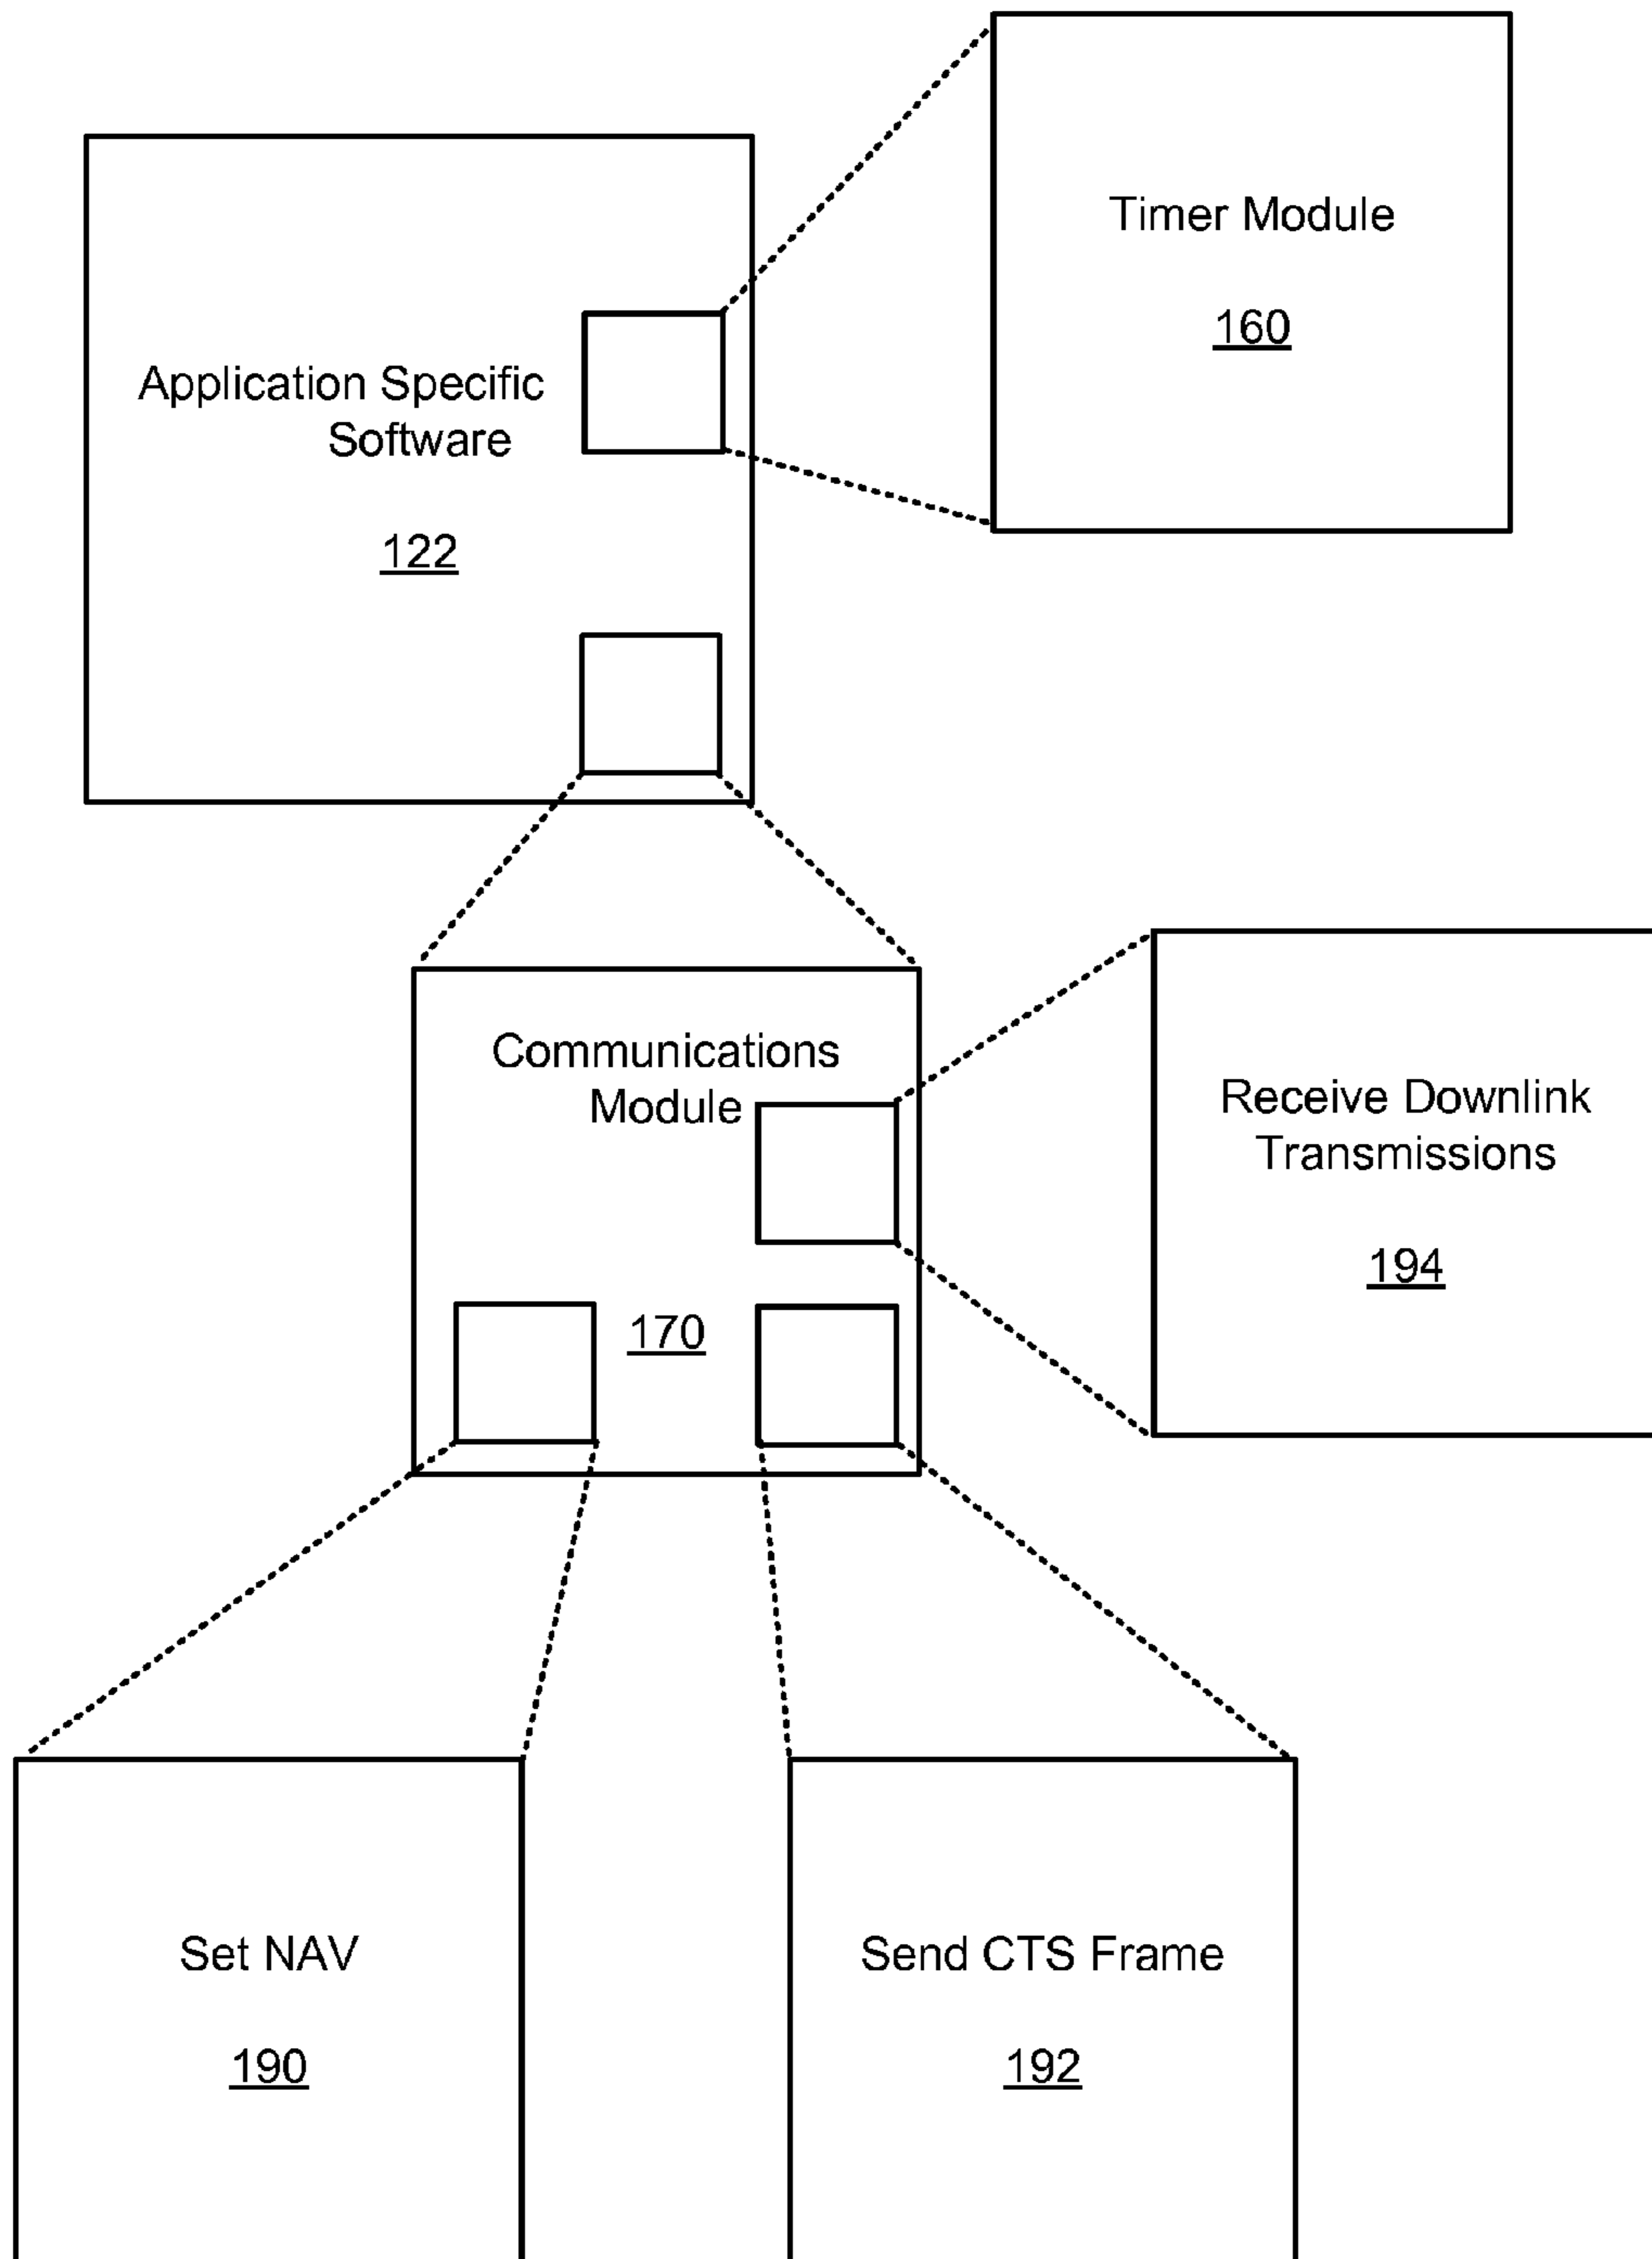 Timer Module
160
Application Specific
Software
122
Communications
Module
170
Receive Downlink
Transmissions
194
Set NAV
190
Send CTS Frame
192